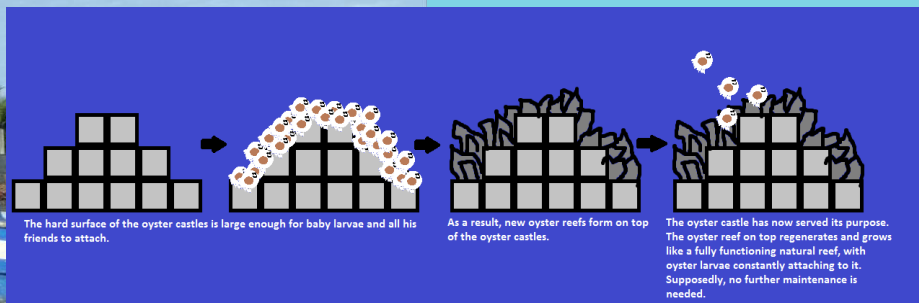 The hard surface of the oyster castles is large enough for baby larvae and all his
friends to attach.
As a result, new oyster reefs form on top
of the oyster castles.
The oyster castle has now served its purpose.
The oyster reef on top regenerates and grows
like a fully functioning natural reef, with
oyster larvae constantly attaching to it.
Supposedly, no further maintenance is
needed.